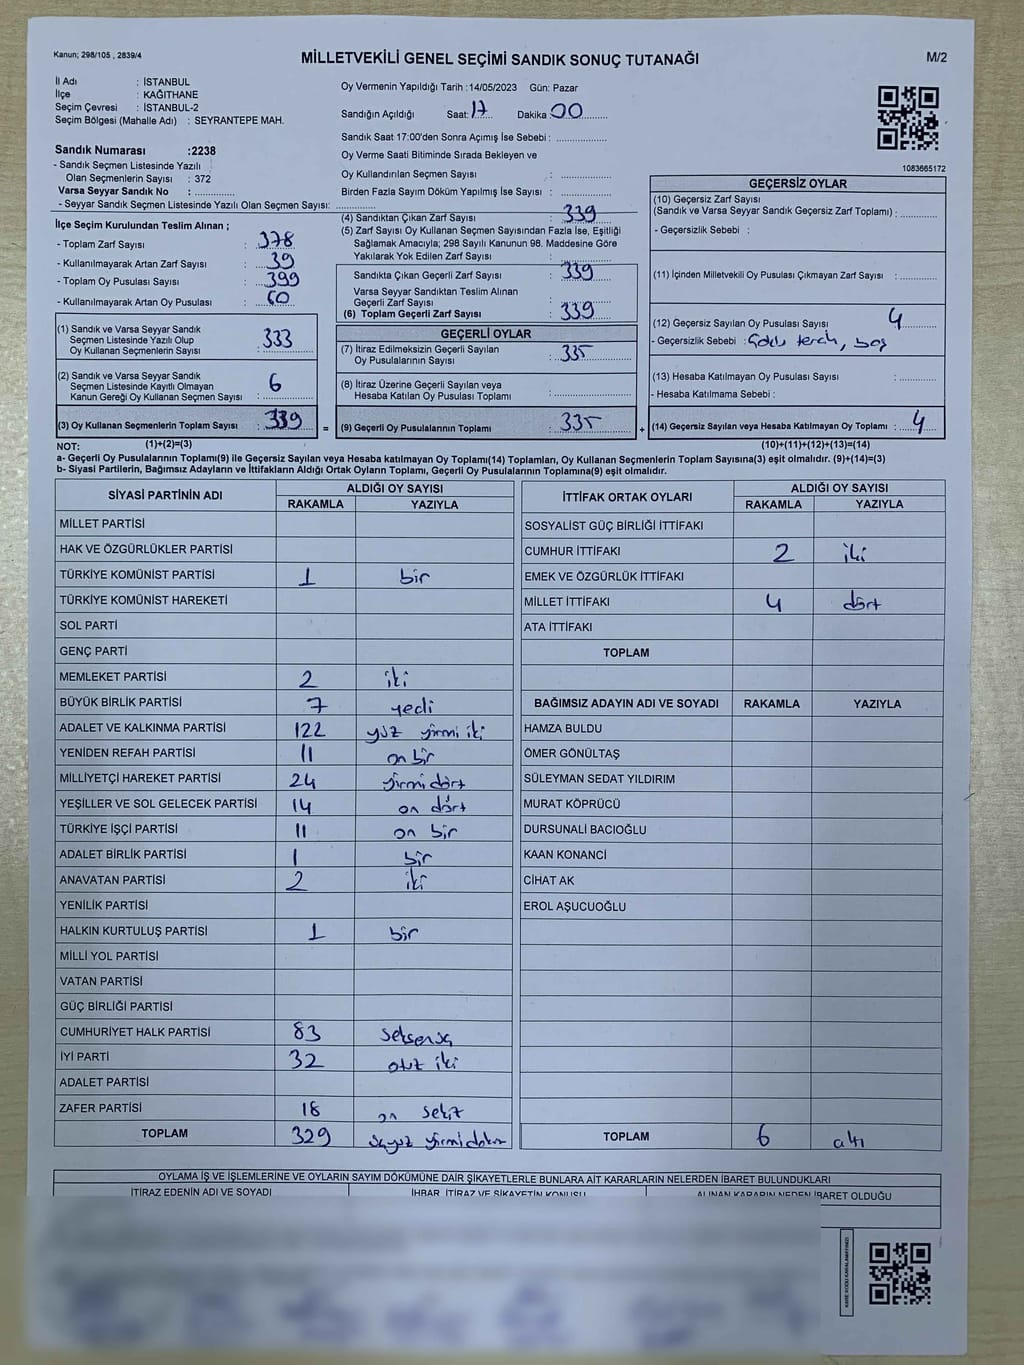 Kanun; 298/105 , 2839/4
MİLLETVEKİLİ GENEL SEÇİMİ SANDIK SONUÇ TUTANAĞI
M/2
İl Adı : İSTANBUL
İlçe : KAĞITHANE
Seçim Çevresi : İSTANBUL-2
Seçim Bölgesi (Mahalle Adı) : SEYRANTEPE MAH.
Sandık Numarası :2238
- Sandık Seçmen Listesinde Yazılı
Olan Seçmenlerin Sayısı : 372
Varsa Seyyar Sandık No :
- Seyyar Sandık Seçmen Listesinde Yazılı Olan Seçmen Sayısı:
Oy Vermenin Yapıldığı Tarih :14/05/2023 Gün: Pazar
Sandığın Açıldığı Saat: 17 Dakika 00
Sandık Saat 17:00'den Sonra Açımış İse Sebebi :
Oy Verme Saati Bitiminde Sırada Bekleyen ve
Oy Kullandırılan Seçmen Sayısı :
Birden Fazla Sayım Döküm Yapılmış İse Sayısı :
1083665172
İlçe Seçim Kurulundan Teslim Alınan ;
- Toplam Zarf Sayısı : 378
- Kullanılmayarak Artan Zarf Sayısı : 39
- Toplam Oy Pusulası Sayısı : 399
- Kullanılmayarak Artan Oy Pusulası : 60
(1) Sandık ve Varsa Seyyar Sandık
Seçmen Listesinde Yazılı Olup
Oy Kullanan Seçmenlerin Sayısı : 333
(2) Sandık ve Varsa Seyyar Sandık
Seçmen Listesinde Kayıtlı Olmayan
Kanun Gereği Oy Kullanan Seçmen Sayısı : 6
(3) Oy Kullanan Seçmenlerin Toplam Sayısı : 339 =
(4) Sandıktan Çıkan Zarf Sayısı : 339
(5) Zarf Sayısı Oy Kullanan Seçmen Sayısından Fazla İse, Eşitliği
Sağlamak Amacıyla; 298 Sayılı Kanunun 98. Maddesine Göre
Yakılarak Yok Edilen Zarf Sayısı :
Sandıkta Çıkan Geçerli Zarf Sayısı : 339
Varsa Seyyar Sandıktan Teslim Alınan
Geçerli Zarf Sayısı :
(6) Toplam Geçerli Zarf Sayısı : 339
GEÇERLİ OYLAR
(7) İtiraz Edilmeksizin Geçerli Sayılan
Oy Pusulalarının Sayısı : 335
(8) İtiraz Üzerine Geçerli Sayılan veya
Hesaba Katılan Oy Pusulası Toplamı :
(9) Geçerli Oy Pusulalarının Toplamı : 335 +
GEÇERSİZ OYLAR
(10) Geçersiz Zarf Sayısı
(Sandık ve Varsa Seyyar Sandık Geçersiz Zarf Toplamı) :
- Geçersizlik Sebebi :
(11) İçinden Milletvekili Oy Pusulası Çıkmayan Zarf Sayısı :
(12) Geçersiz Sayılan Oy Pusulası Sayısı : 4
- Geçersizlik Sebebi : Çoklu tercih, boş
(13) Hesaba Katılmayan Oy Pusulası Sayısı :
- Hesaba Katılmama Sebebi :
(14) Geçersiz Sayılan veya Hesaba Katılmayan Oy Toplamı : 4
NOT: (1)+(2)=(3) (10)+(11)+(12)+(13)=(14)
a- Geçerli Oy Pusulalarının Toplamı(9) ile Geçersiz Sayılan veya Hesaba katılmayan Oy Toplamı(14) Toplamları, Oy Kullanan Seçmenlerin Toplam Sayısına(3) eşit olmalıdır. (9)+(14)=(3)
b- Siyasi Partilerin, Bağımsız Adayların ve İttifakların Aldığı Ortak Oyların Toplamı, Geçerli Oy Pusulalarının Toplamına(9) eşit olmalıdır.
SİYASİ PARTİNİN ADI ALDIĞI OY SAYISI
RAKAMLA YAZIYLA
MİLLET PARTİSİ
HAK VE ÖZGÜRLÜKLER PARTİSİ
TÜRKİYE KOMÜNİST PARTİSİ 1 bir
TÜRKİYE KOMÜNİST HAREKETİ
SOL PARTİ
GENÇ PARTİ
MEMLEKET PARTİSİ 2 iki
BÜYÜK BİRLİK PARTİSİ 7 yedi
ADALET VE KALKINMA PARTİSİ 122 yüz yirmi iki
YENİDEN REFAH PARTİSİ 11 on bir
MİLLİYETÇİ HAREKET PARTİSİ 24 yirmi dört
YEŞİLLER VE SOL GELECEK PARTİSİ 14 on dört
TÜRKİYE İŞÇİ PARTİSİ 11 on bir
ADALET BİRLİK PARTİSİ 1 bir
ANAVATAN PARTİSİ 2 iki
YENİLİK PARTİSİ
HALKIN KURTULUŞ PARTİSİ 1 bir
MİLLİ YOL PARTİSİ
VATAN PARTİSİ
GÜÇ BİRLİĞİ PARTİSİ
CUMHURİYET HALK PARTİSİ 83 seksenüç
İYİ PARTİ 32 otuz iki
ADALET PARTİSİ
ZAFER PARTİSİ 18 on sekiz
TOPLAM 329 üçyüz yirmi dokuz
İTTİFAK ORTAK OYLARI ALDIĞI OY SAYISI
RAKAMLA YAZIYLA
SOSYALİST GÜÇ BİRLİĞİ İTTİFAKI
CUMHUR İTTİFAKI 2 iki
EMEK VE ÖZGÜRLÜK İTTİFAKI
MİLLET İTTİFAKI 4 dört
ATA İTTİFAKI
TOPLAM
BAĞIMSIZ ADAYIN ADI VE SOYADI RAKAMLA YAZIYLA
HAMZA BULDU
ÖMER GÖNÜLTAŞ
SÜLEYMAN SEDAT YILDIRIM
MURAT KÖPRÜCÜ
DURSUNALİ BACIOĞLU
KAAN KONANCİ
CİHAT AK
EROL AŞUCUOĞLU
TOPLAM 6 altı
OYLAMA İŞ VE İŞLEMLERİNE VE OYLARIN SAYIM DÖKÜMÜNE DAİR ŞİKAYETLERLE BUNLARA AİT KARARLARIN NELERDEN İBARET BULUNDUKLARI
İTİRAZ EDENİN ADI VE SOYADI İHBAR, İTİRAZ VE ŞİKAYETİN KONUSU ALINAN KARARIN NEDEN İBARET OLDUĞU